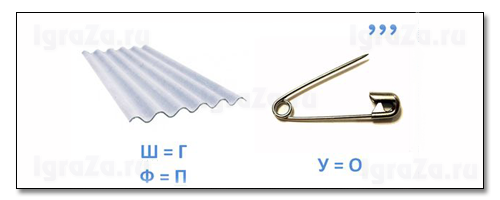 IgraZa.ru
IgraZa.ru
,,,
Ш = Г
Ф = П
У = О
IgraZa.ru
IgraZa.ru